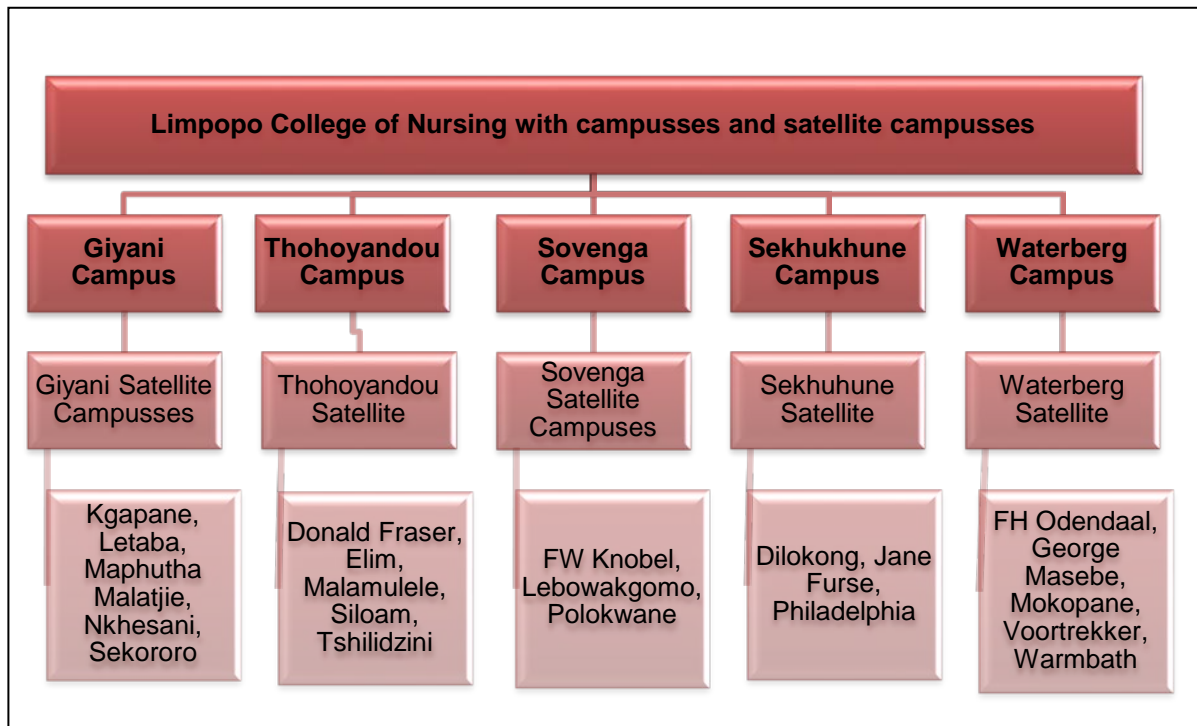 Limpopo College of Nursing with campusses and satellite campusses
Giyani
Campus
Thohoyandou
Campus
Sovenga
Campus
Sekhukhune
Campus
Waterberg
Campus
Giyani Satellite
Campusses
Thohoyandou
Satellite
Sovenga
Satellite
Campuses
Sekhuhune
Satellite
Waterberg
Satellite
Kgapane,
Letaba,
Maphutha
Malatjie,
Nkhesani,
Sekororo
Donald Fraser,
Elim,
Malamulele,
Siloam,
Tshilidzini
FW Knobel,
Lebowakgomo,
Polokwane
Dilokong, Jane
Furse,
Philadelphia
FH Odendaal,
George
Masebe,
Mokopane,
Voortrekker,
Warmbath